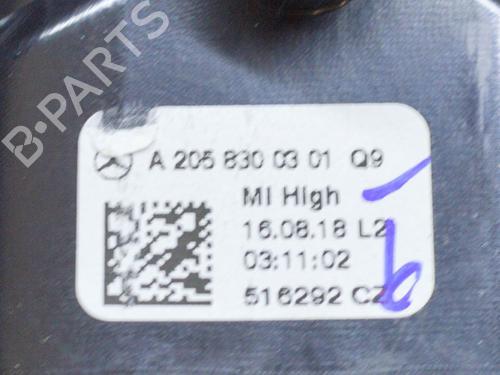 B-PARTS
A 205 830 03 01 Q9
MI High
16.08.18 L2
03:11:02
516292 CZ